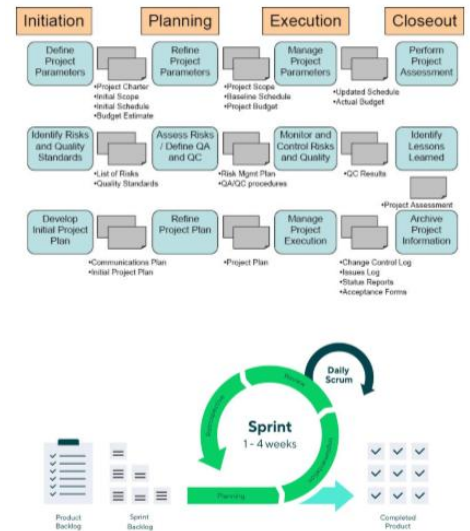 Initiation
Planning
Execution
Closeout
Define
Project
Parameters
Refine
Project
Parameters
Manage
Project
Parameters
Perform
Project
Assessment
•Project Charter
•Initial Scope
•Initial Schedule
•Budget Estimate
•Project Scope
•Baseline Schedule
•Project Budget
•Updated Schedule
•Actual Budget
Identify Risks
and Quality
Standards
Assess Risks
/ Define QA
and QC
Monitor and
Control Risks
and Quality
Identify
Lessons
Learned
•List of Risks
•Quality Standards
•Risk Mgmt Plan
•QA/QC procedures
•QC Results
•Project Assessment
Develop
Initial Project
Plan
Refine
Project Plan
Manage
Project
Execution
Archive
Project
Information
•Communications Plan
•Initial Project Plan
•Project Plan
•Change Control Log
•Issues Log
•Status Reports
•Acceptance Forms
Daily
Scrum
Review
Retrospective
Sprint
1 - 4 weeks
Implementation
Planning
Product
Backlog
Sprint
Backlog
Completed
Product